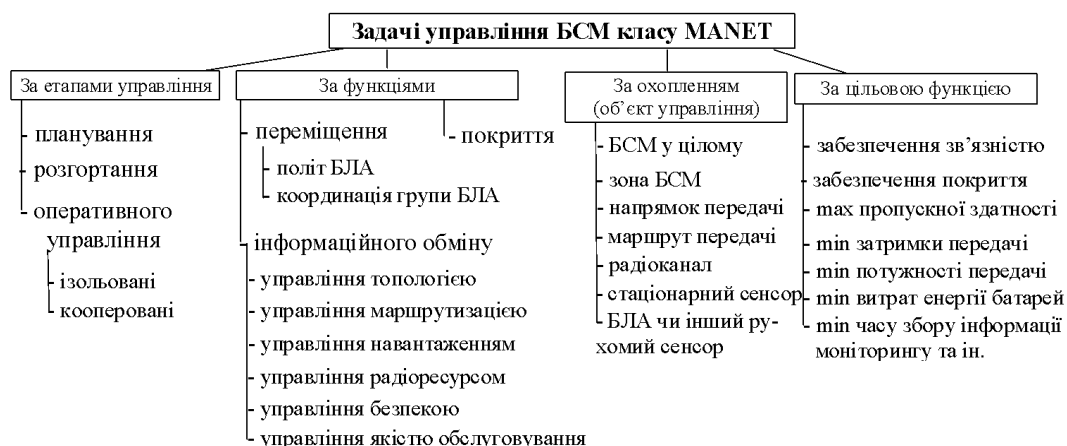 Задачі управління БСМ класу MANET
За етапами управління
- планування
- розгортання
- оперативного
управління
- ізольовані
- кооперовані
За функціями
- переміщення
- політ БЛА
- координація групи БЛА
- покриття
- інформаційного обміну
- управління топологією
- управління маршрутизацією
- управління навантаженням
- управління радіоресурсом
- управління безпекою
- управління якістю обслуговування
За охопленням
(об’єкт управління)
- БСМ у цілому
- зона БСМ
- напрямок передачі
- маршрут передачі
- радіоканал
- стаціонарний сенсор
- БЛА чи інший ру-
хомий сенсор
За цільовою функцією
- забезпечення зв’язністю
- забезпечення покриття
- max пропускної здатності
- min затримки передачі
- min потужності передачі
- min витрат енергії батарей
- min часу збору інформації
моніторингу та ін.